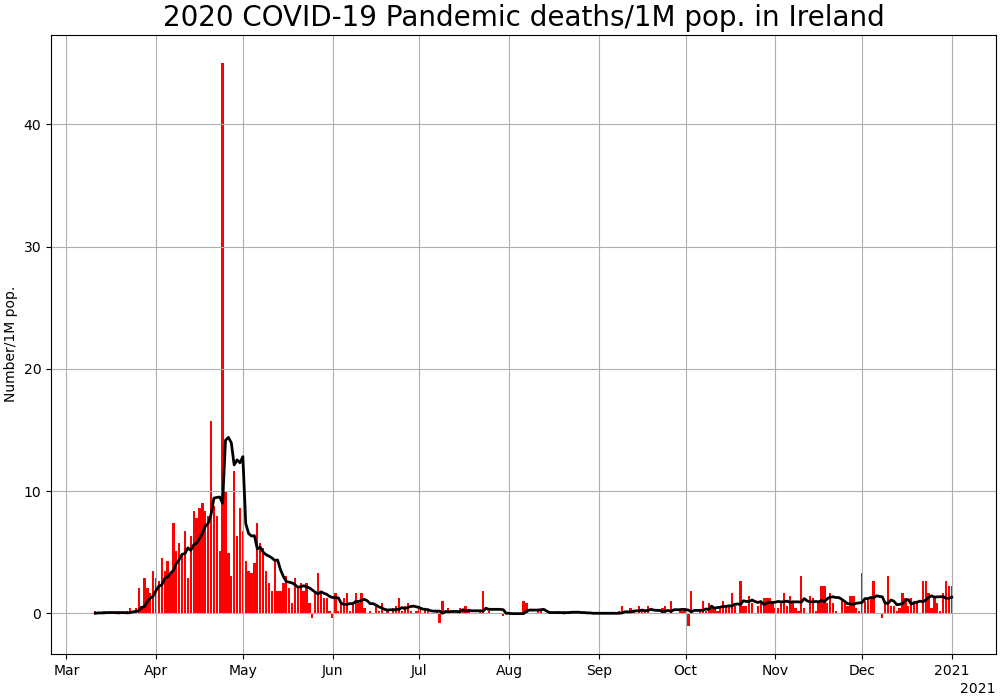 2020 COVID-19 Pandemic deaths/1M pop. in Ireland
Number/1M pop.
40
30
20
10
0
Mar Apr May Jun Jul Aug Sep Oct Nov Dec 2021
2021